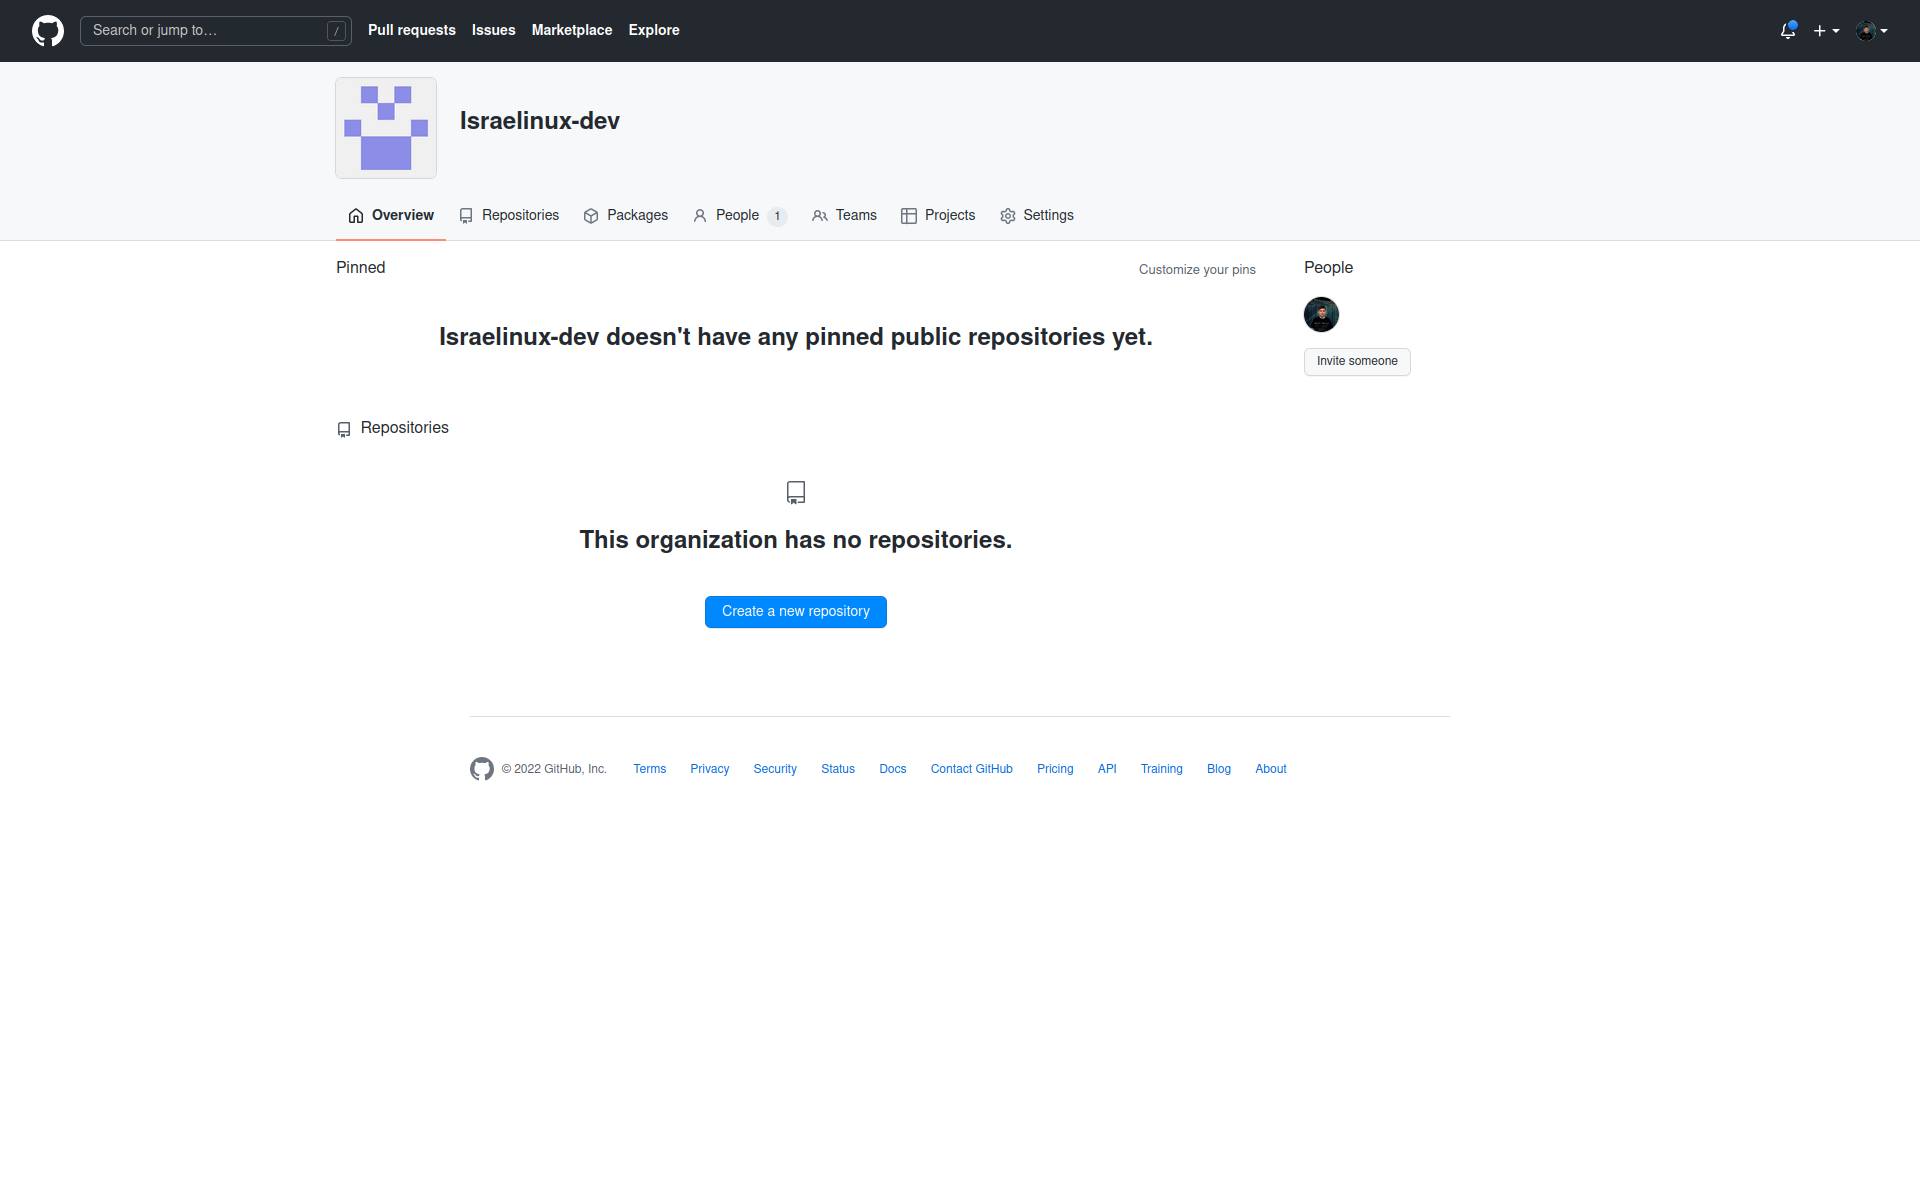 Search or jump to… / Pull requests Issues Marketplace Explore
Israelinux-dev
Overview Repositories Packages People 1 Teams Projects Settings
Pinned Customize your pins People
Israelinux-dev doesn't have any pinned public repositories yet.
Invite someone
Repositories
This organization has no repositories.
Create a new repository
© 2022 GitHub, Inc. Terms Privacy Security Status Docs Contact GitHub Pricing API Training Blog About